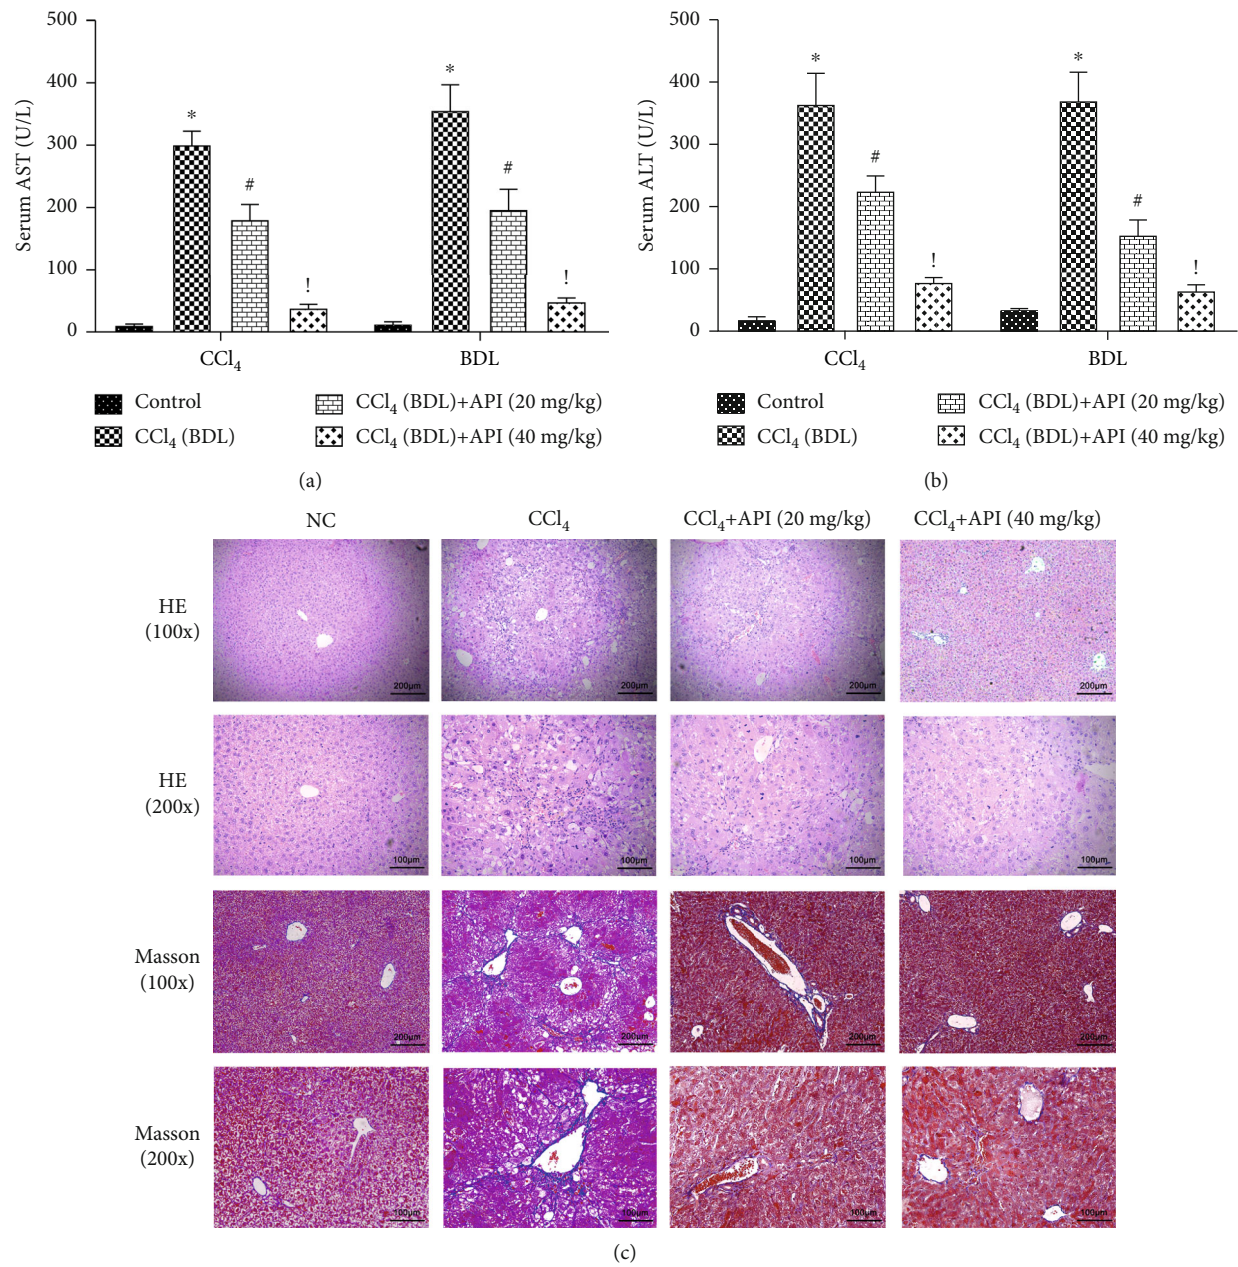 500
400
300
200
100
0
Serum AST (U/L)
*
#
!
*
#
!
CCl4
BDL
Control
CCl4 (BDL)
CCl4 (BDL)+API (20 mg/kg)
CCl4 (BDL)+API (40 mg/kg)
(a)
500
400
300
200
100
0
Serum ALT (U/L)
*
#
!
*
#
!
CCl4
BDL
Control
CCl4 (BDL)
CCl4 (BDL)+API (20 mg/kg)
CCl4 (BDL)+API (40 mg/kg)
(b)
NC
CCl4
CCl4+API (20 mg/kg)
CCl4+API (40 mg/kg)
HE
(100x)
200μm
200μm
200μm
200μm
HE
(200x)
100μm
100μm
100μm
100μm
Masson
(100x)
200μm
200μm
200μm
200μm
Masson
(200x)
100μm
100μm
100μm
100μm
(c)